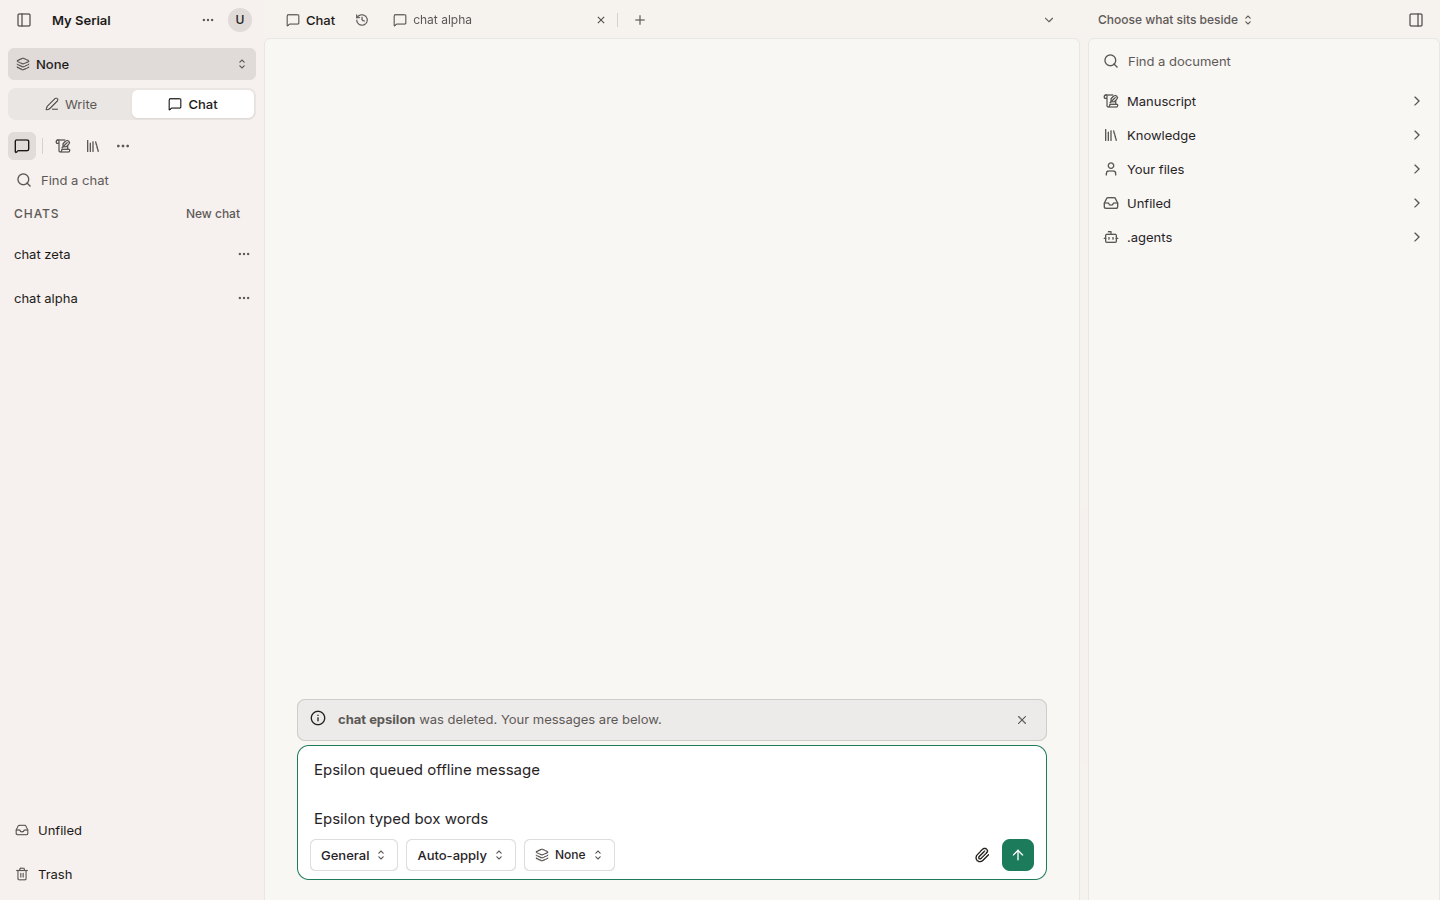 My Serial
U
None
Write
Chat
Find a chat
CHATS
New chat
chat zeta
chat alpha
Unfiled
Trash
Chat
chat alpha
chat epsilon was deleted. Your messages are below.
Epsilon queued offline message
Epsilon typed box words
General
Auto-apply
None
Choose what sits beside
Find a document
Manuscript
Knowledge
Your files
Unfiled
.agents